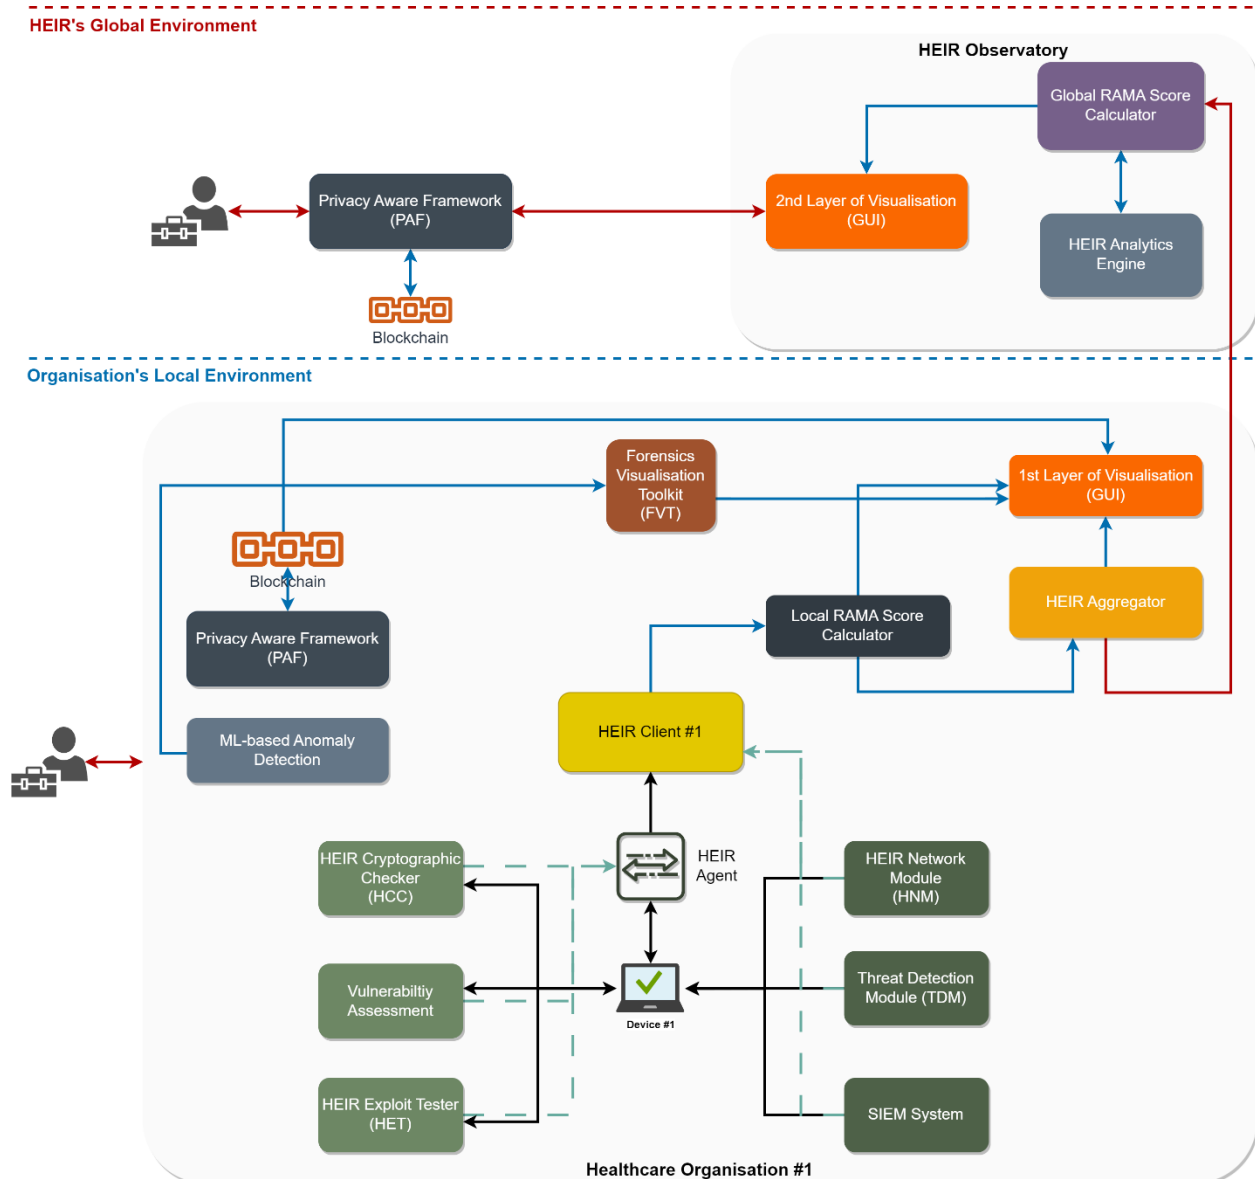 HEIR's Global Environment
HEIR Observatory
Global RAMA Score
Calculator
Privacy Aware Framework
(PAF)
2nd Layer of Visualisation
(GUI)
HEIR Analytics
Engine
Blockchain
Organisation's Local Environment
Forensics
Visualisation
Toolkit
(FVT)
1st Layer of Visualisation
(GUI)
Blockchain
Privacy Aware Framework
(PAF)
Local RAMA Score
Calculator
HEIR Aggregator
ML-based Anomaly
Detection
HEIR Client #1
HEIR Cryptographic
Checker
(HCC)
HEIR
Agent
HEIR Network
Module
(HNM)
Vulnerabiltiy
Assessment
Device #1
Threat Detection
Module (TDM)
HEIR Exploit Tester
(HET)
SIEM System
Healthcare Organisation #1